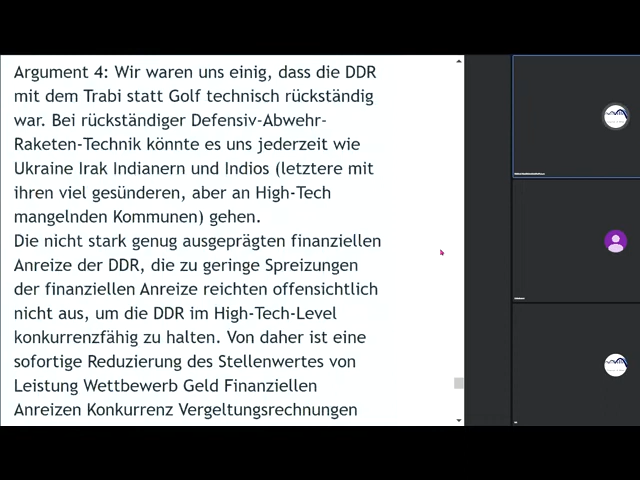 Argument 4: Wir waren uns einig, dass die DDR
mit dem Trabi statt Golf technisch rückständig
war. Bei rückständiger Defensiv-Abwehr-
Raketen-Technik könnte es uns jederzeit wie
Ukraine Irak Indianern und Indios (letztere mit
ihren viel gesünderen, aber an High-Tech
mangelnden Kommunen) gehen.
Die nicht stark genug ausgeprägten finanziellen
Anreize der DDR, die zu geringe Spreizungen
der finanziellen Anreize reichten offensichtlich
nicht aus, um die DDR im High-Tech-Level
konkurrenzfähig zu halten. Von daher ist eine
sofortige Reduzierung des Stellenwertes von
Leistung Wettbewerb Geld Finanziellen
Anreizen Konkurrenz Vergeltungsrechnungen